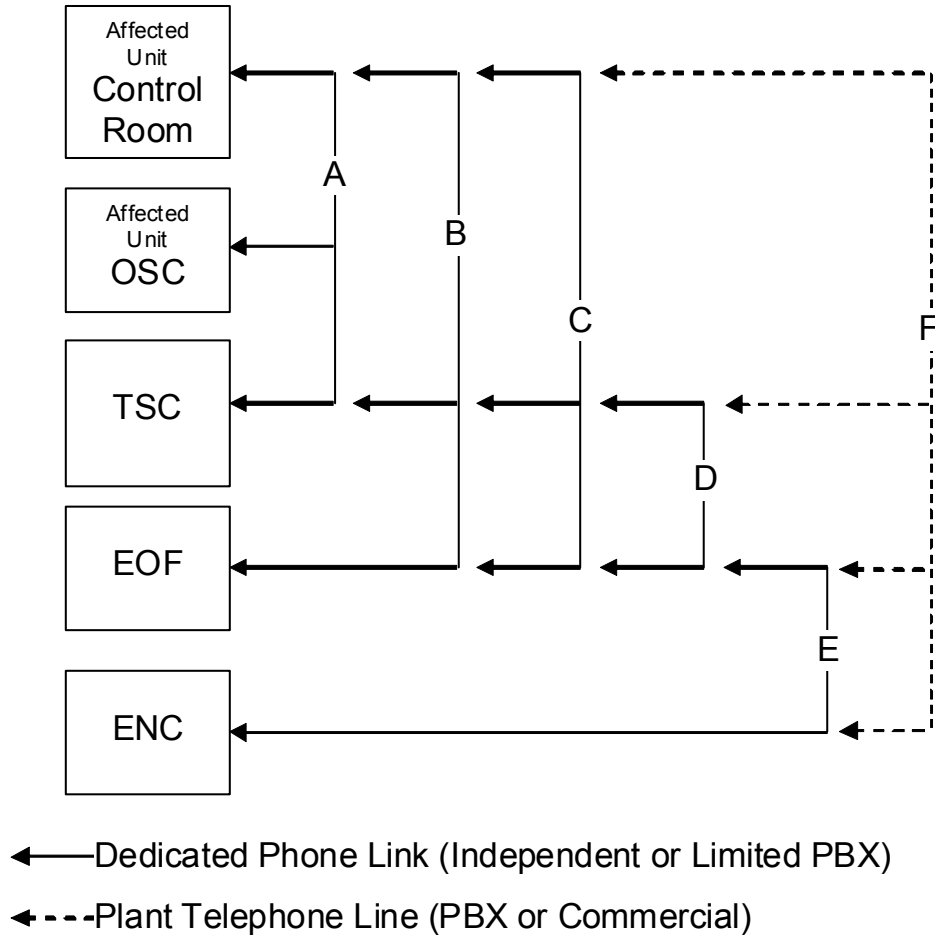 Affected
Unit
Control
Room
A
Affected
Unit
OSC
B
C
F
TSC
D
EOF
E
ENC
Dedicated Phone Link (Independent or Limited PBX)
Plant Telephone Line (PBX or Commercial)